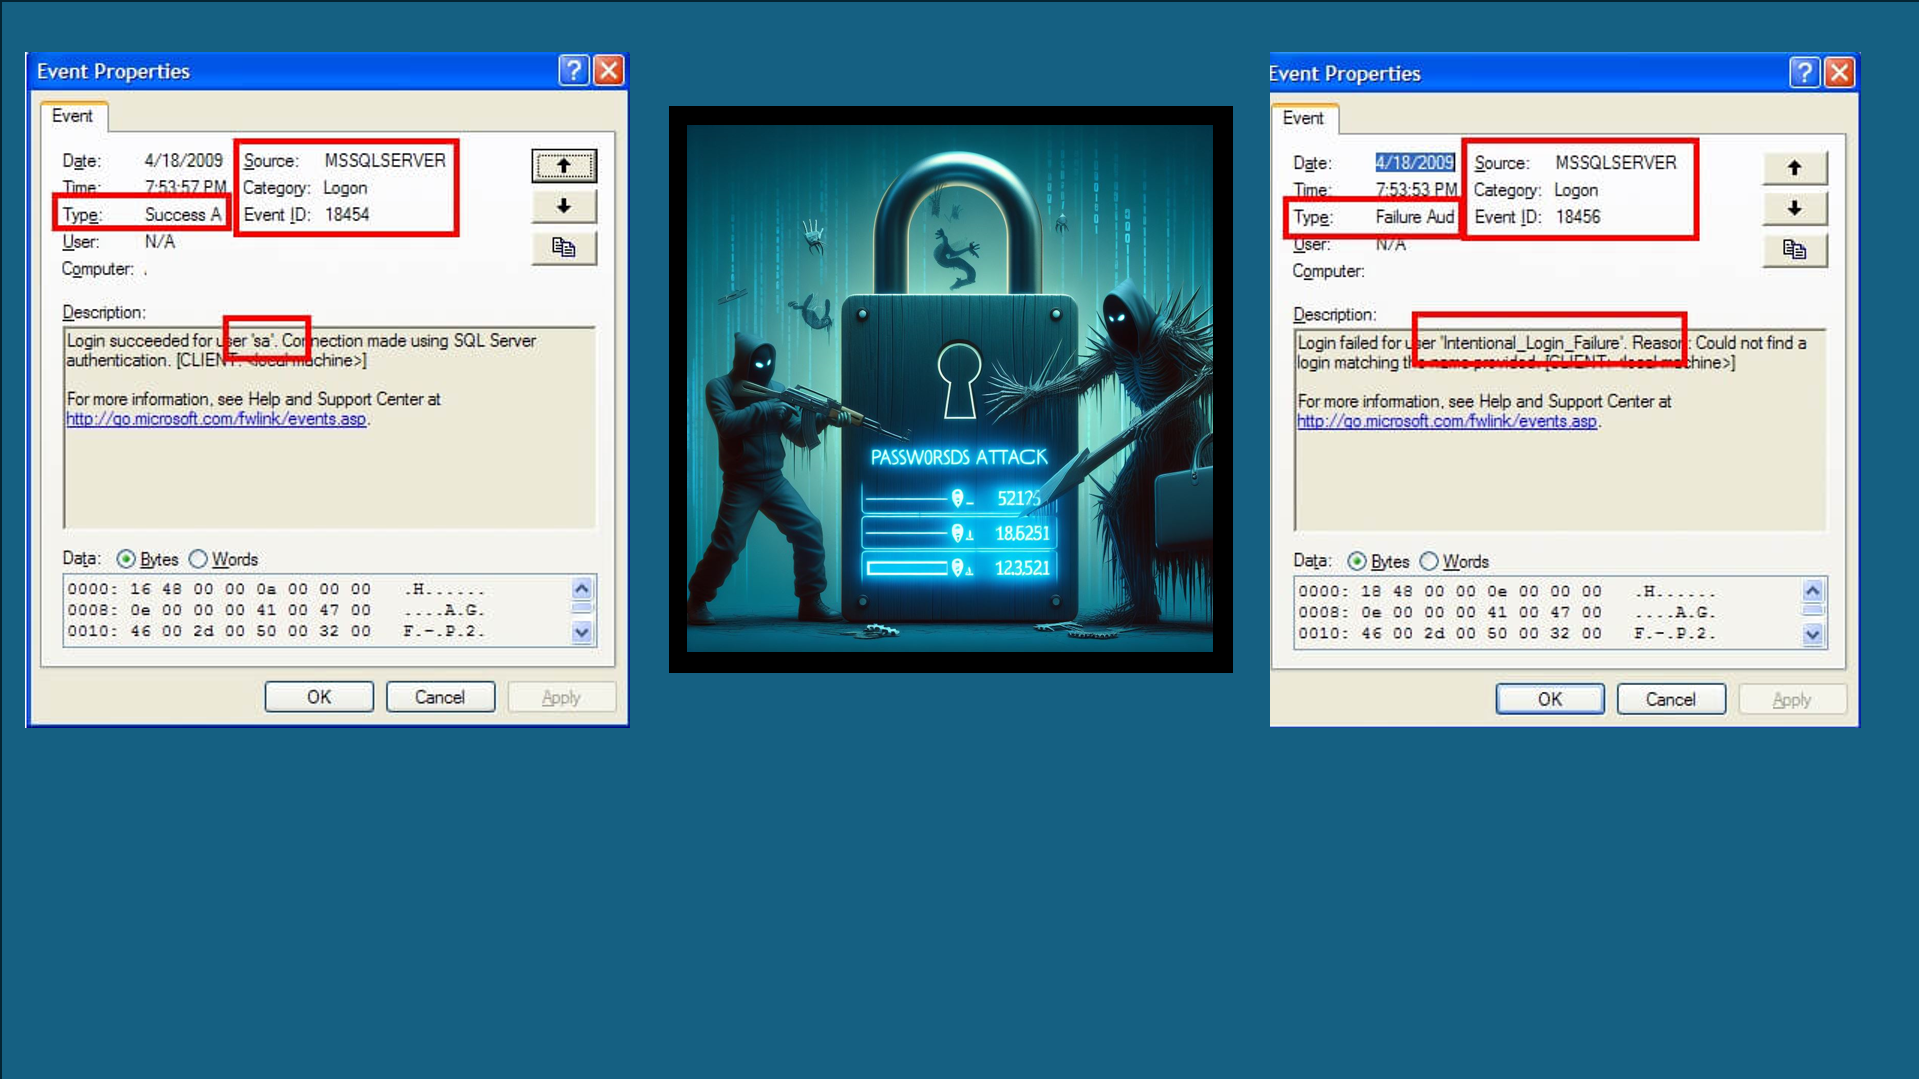 Event Properties
Event
Date: 4/18/2009 Source: MSSQLSERVER
Time: 7:53:57 PM Category: Logon
Type: Success A Event ID: 18454
User: N/A
Computer: .
Description:
Login succeeded for user 'sa'. Connection made using SQL Server
authentication. [CLIENT: <local machine>]
For more information, see Help and Support Center at
http://go.microsoft.com/fwlink/events.asp.
Data: Bytes Words
0000: 16 48 00 00 0a 00 00 00 .H......
0008: 0e 00 00 00 41 00 47 00 ....A.G.
0010: 46 00 2d 00 50 00 32 00 F.-.P.2.
OK Cancel Apply
PASSW0RSDS ATTACK
52175
18,6251
123,521
Event Properties
Event
Date: 4/18/2009 Source: MSSQLSERVER
Time: 7:53:53 PM Category: Logon
Type: Failure Aud Event ID: 18456
User: N/A
Computer:
Description:
Login failed for user 'Intentional_Login_Failure'. Reason: Could not find a
login matching the name provided. [CLIENT: <local machine>]
For more information, see Help and Support Center at
http://go.microsoft.com/fwlink/events.asp.
Data: Bytes Words
0000: 18 48 00 00 0e 00 00 00 .H......
0008: 0e 00 00 00 41 00 47 00 ....A.G.
0010: 46 00 2d 00 50 00 32 00 F.-.P.2.
OK Cancel Apply